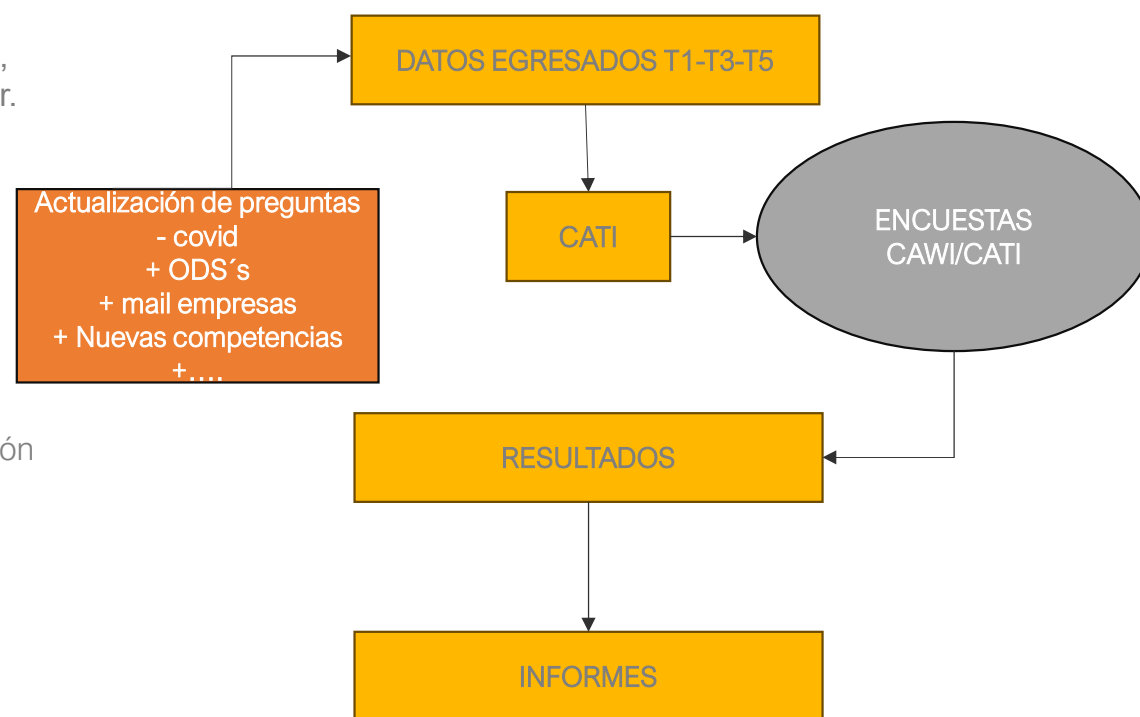 DATOS EGRESADOS T1-T3-T5
,
r.
Actualización de preguntas
- covid
+ ODS´s
+ mail empresas
+ Nuevas competencias
+....
CATI
ENCUESTAS
CAWI/CATI
ón
RESULTADOS
INFORMES